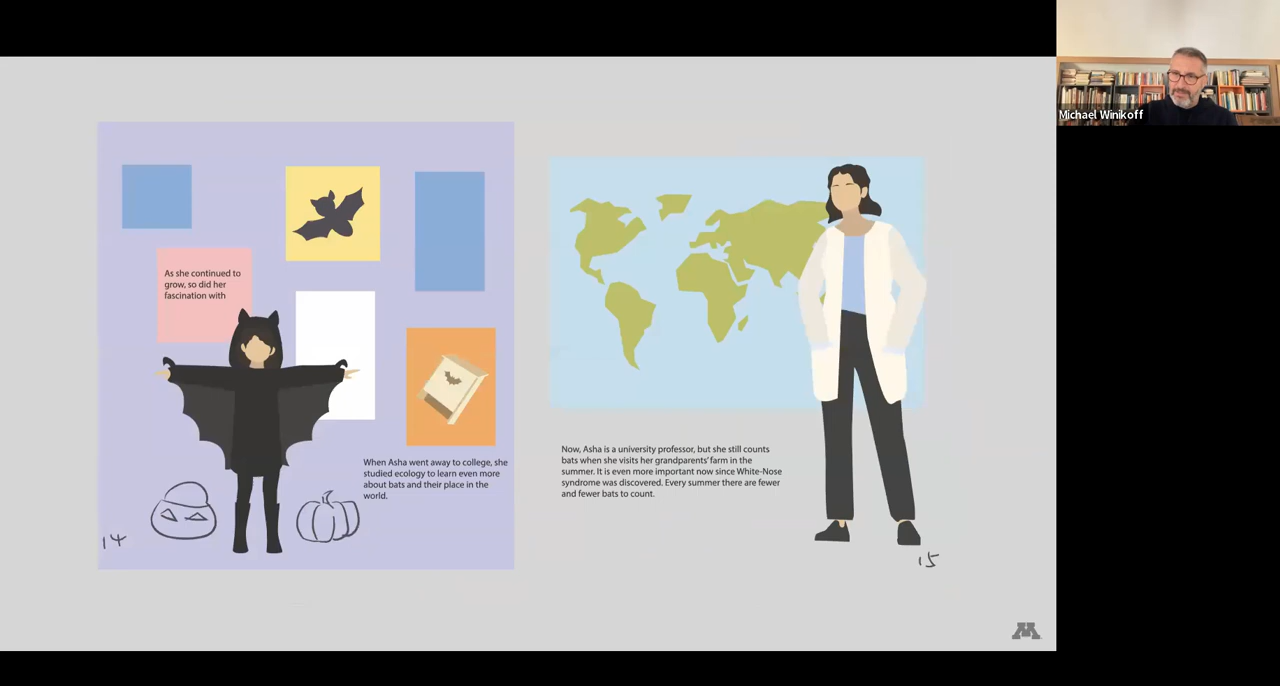 Michael Winikoff
As she continued to
grow, so did her
fascination with
When Asha went away to college, she
studied ecology to learn even more
about bats and their place in the
world.
14
Now, Asha is a university professor, but she still counts
bats when she visits her grandparents' farm in the
summer. It is even more important now since White-Nose
syndrome was discovered. Every summer there are fewer
and fewer bats to count.
15
M